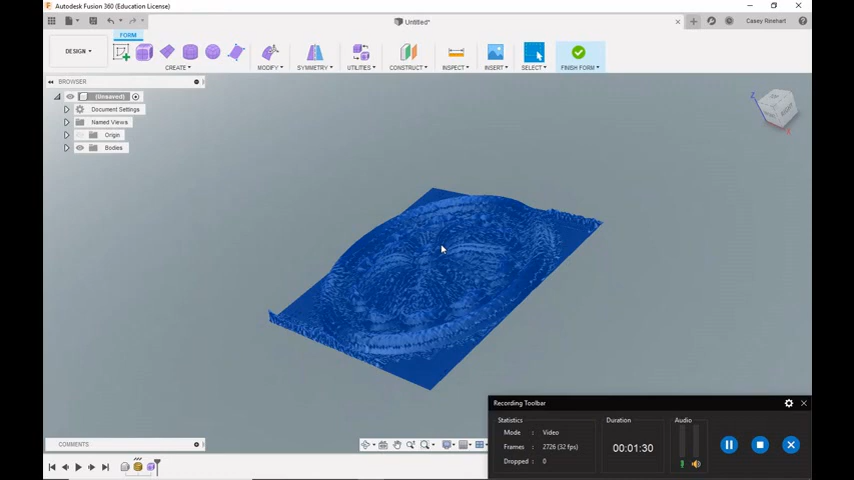 Autodesk Fusion 360 (Education License)
Untitled*
Casey Rinehart
DESIGN
FORM
CREATE
MODIFY
SYMMETRY
UTILITIES
CONSTRUCT
INSPECT
INSERT
SELECT
FINISH FORM
BROWSER
(Unsaved)
Document Settings
Named Views
Origin
Bodies
Z
COMMENTS
Recording Toolbar
Statistics
Mode : Video
Frames : 2726 (32 fps)
Dropped : 0
Duration
00:01:30
Audio